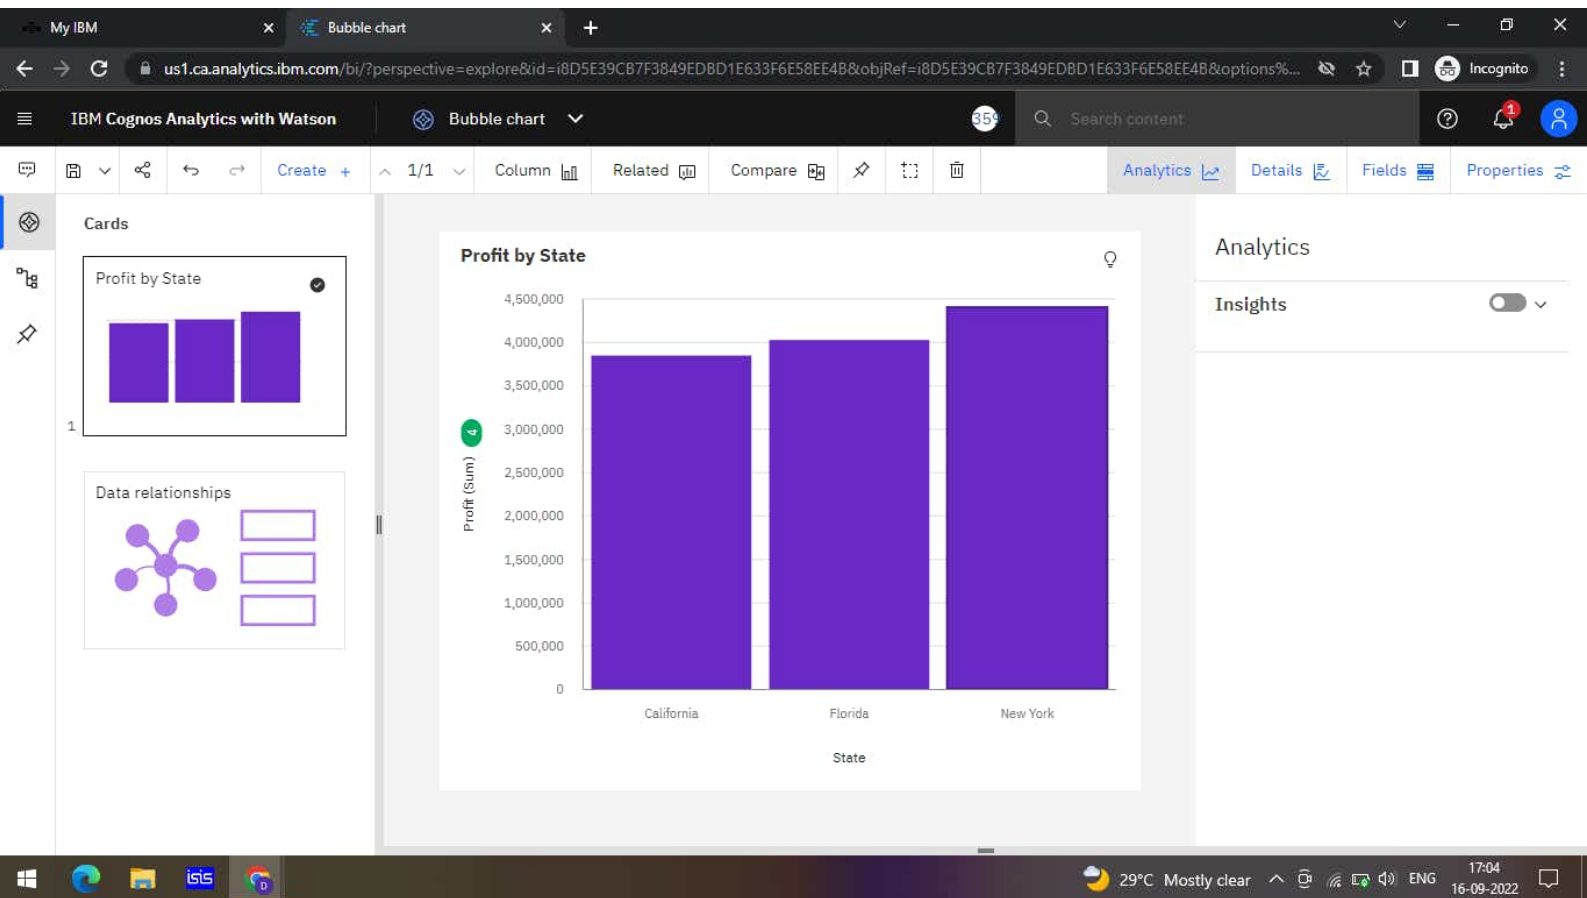 My IBM
Bubble chart
us1.ca.analytics.ibm.com/bi/?perspective=explore&id=i8D5E39CB7F3849EDBD1E633F6E58EE4B&objRef=i8D5E39CB7F3849EDBD1E633F6E58EE4B&options%...
Incognito
IBM Cognos Analytics with Watson
Bubble chart
359
Search content
1
Create +
1/1
Column
Related
Compare
Analytics
Details
Fields
Properties
Cards
Profit by State
1
Data relationships
Profit by State
4,500,000
4,000,000
3,500,000
3,000,000
2,500,000
2,000,000
1,500,000
1,000,000
500,000
0
4
Profit (Sum)
California
Florida
New York
State
Analytics
Insights
isis
D
29°C Mostly clear
ENG
17:04
16-09-2022